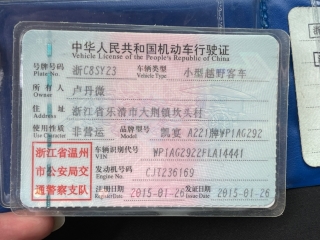 中华人民共和国机动车行驶证
Vehicle License of the People's Republic of China
号牌号码 Plate No. 浙C8SY23 车辆类型 Vehicle Type 小型越野客车
所有人 Owner 卢丹微
住址 Address 浙江省乐清市大荆镇坎头村
使用性质 Use Character 非营运 品牌型号 Model 凯宴 AZZ1牌WP1AG292
浙江省温州市公安局交通警察支队
车辆识别代号 VIN WP1AG2922FLA14441
发动机号码 Engine No. CJT236169
注册日期 2015-01-26 发证日期 2015-01-26